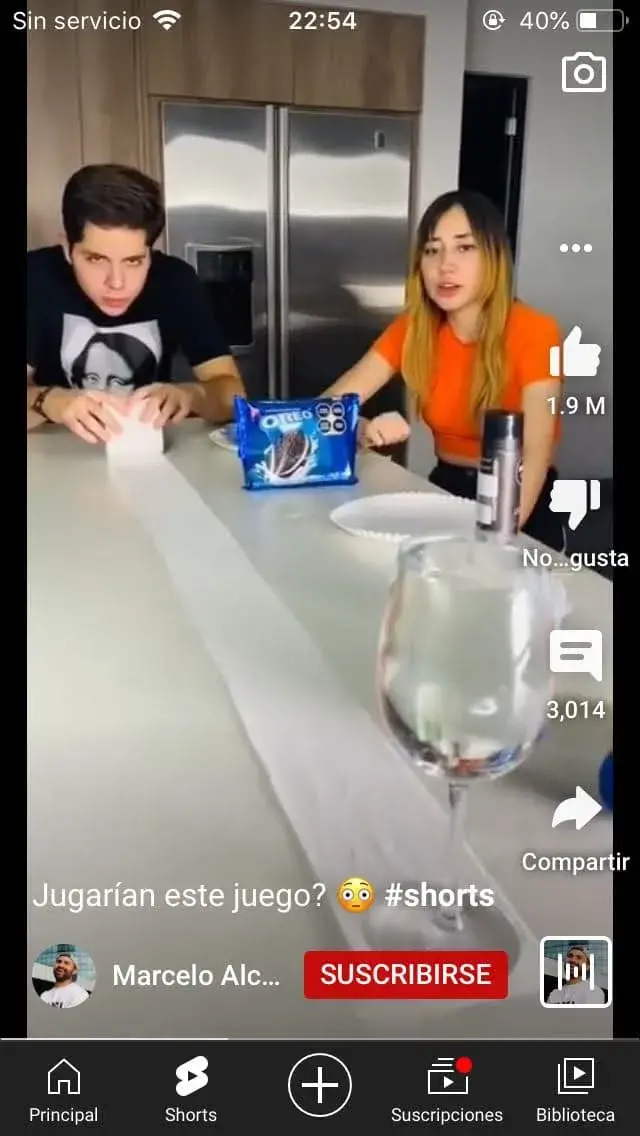 Sin servicio
22:54
40%
OREO
1.9 M
No...gusta
3,014
Compartir
Jugarían este juego? 😳 #shorts
Marcelo Alc...
SUSCRIBIRSE
Principal
Shorts
Suscripciones
Biblioteca